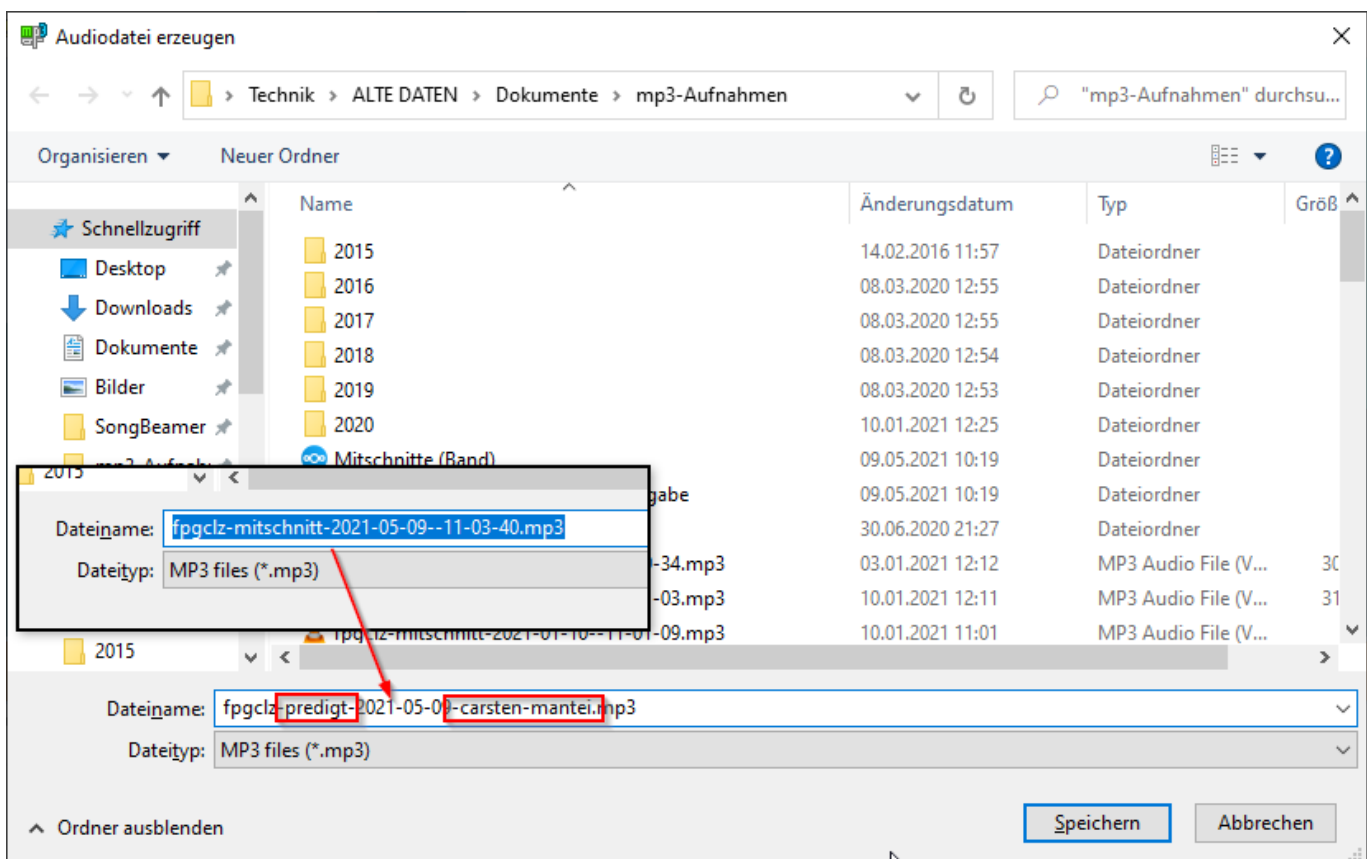 Audiodatei erzeugen
Technik > ALTE DATEN > Dokumente > mp3-Aufnahmen
"mp3-Aufnahmen" durchsu...
Organisieren
Neuer Ordner
Name Änderungsdatum Typ Größ
Schnellzugriff
Desktop
Downloads
Dokumente
Bilder
SongBeamer
2015 14.02.2016 11:57 Dateiordner
2016 08.03.2020 12:55 Dateiordner
2017 08.03.2020 12:55 Dateiordner
2018 08.03.2020 12:54 Dateiordner
2019 08.03.2020 12:53 Dateiordner
2020 10.01.2021 12:25 Dateiordner
Mitschnitte (Band) 09.05.2021 10:19 Dateiordner
gabe 09.05.2021 10:19 Dateiordner
30.06.2020 21:27 Dateiordner
-34.mp3 03.01.2021 12:12 MP3 Audio File (V... 30
-03.mp3 10.01.2021 12:11 MP3 Audio File (V... 31
fpgclz-mitschnitt-2021-01-10--11-01-09.mp3 10.01.2021 11:01 MP3 Audio File (V...
2015
Dateiname: fpgclz-mitschnitt-2021-05-09--11-03-40.mp3
Dateityp: MP3 files (*.mp3)
2015
Dateiname: fpgclz-predigt-2021-05-09-carsten-mantei.mp3
Dateityp: MP3 files (*.mp3)
Ordner ausblenden
Speichern
Abbrechen